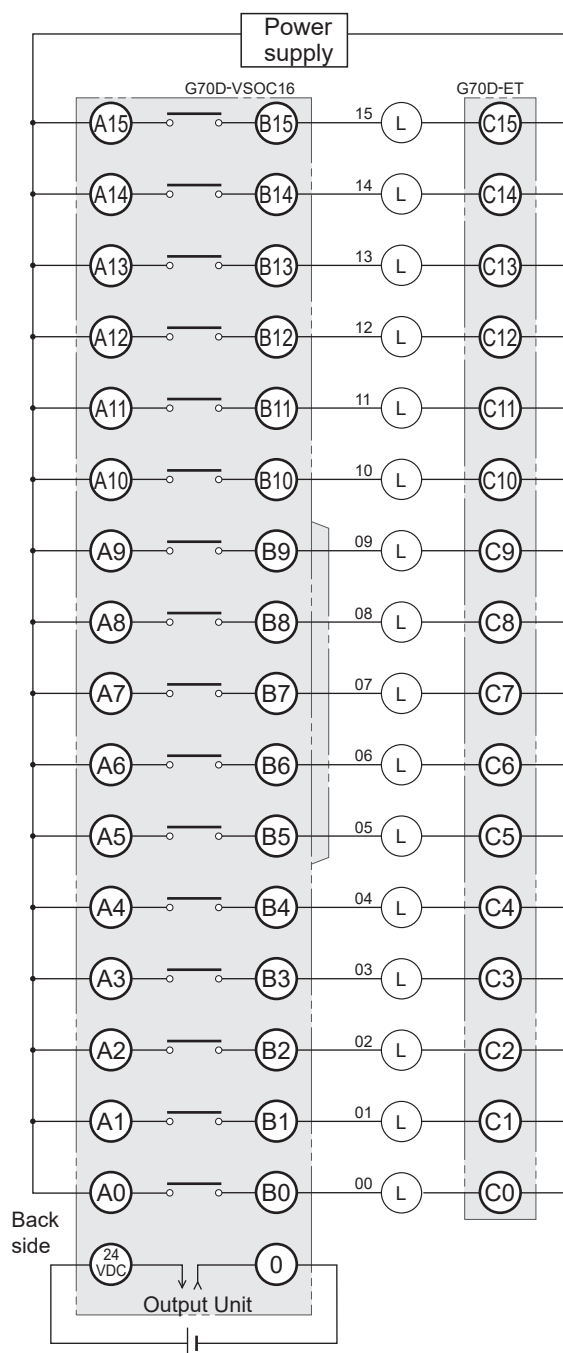 Power
supply
G70D-VSOC16
G70D-ET
A15 B15 15 L C15
A14 B14 14 L C14
A13 B13 13 L C13
A12 B12 12 L C12
A11 B11 11 L C11
A10 B10 10 L C10
A9 B9 09 L C9
A8 B8 08 L C8
A7 B7 07 L C7
A6 B6 06 L C6
A5 B5 05 L C5
A4 B4 04 L C4
A3 B3 03 L C3
A2 B2 02 L C2
A1 B1 01 L C1
A0 B0 00 L C0
Back
side
24
VDC
0
Output Unit